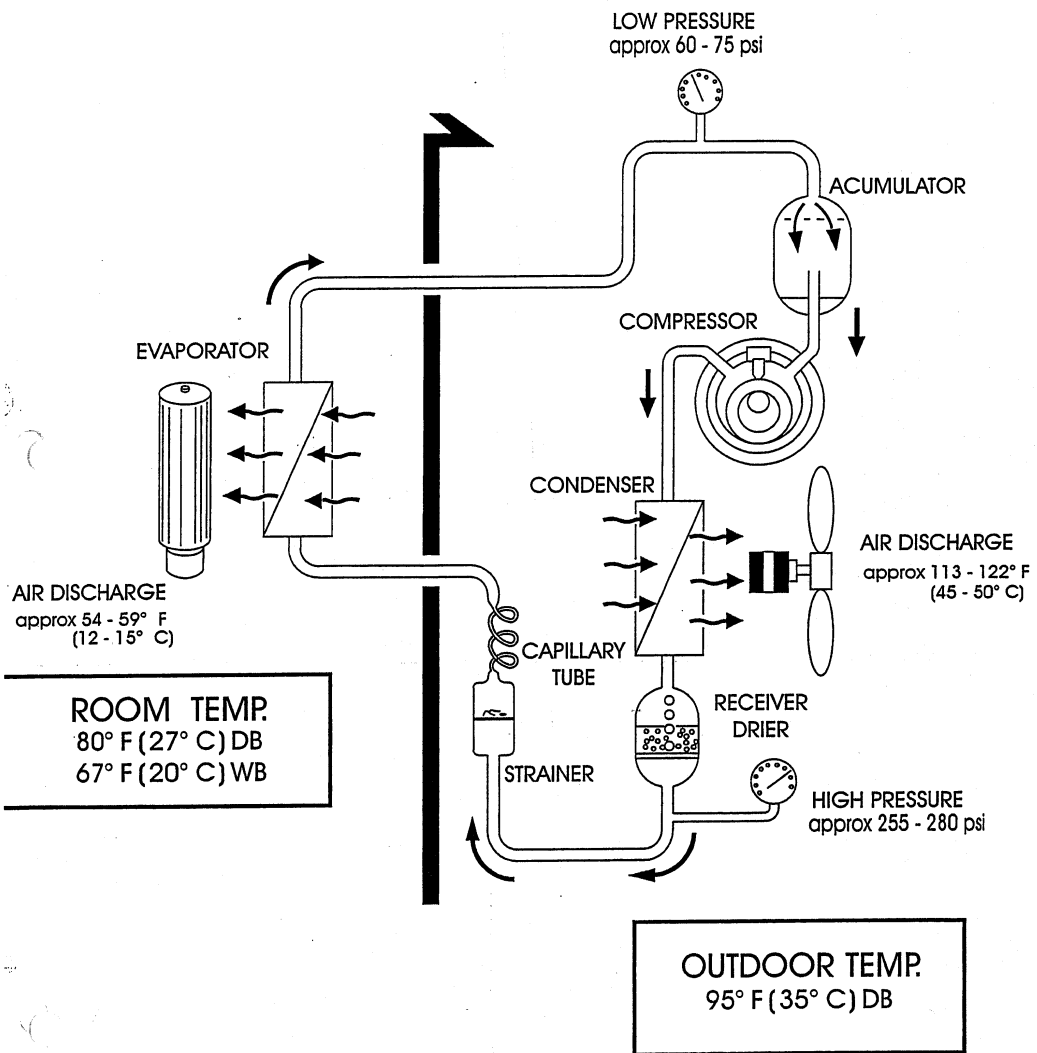 LOW PRESSURE
approx 60 - 75 psi
ACUMULATOR
COMPRESSOR
EVAPORATOR
CONDENSER
AIR DISCHARGE
approx 113 - 122° F
(45 - 50° C)
AIR DISCHARGE
approx 54 - 59° F
(12 - 15° C)
CAPILLARY
TUBE
ROOM TEMP.
80° F (27° C) DB
67° F (20° C) WB
RECEIVER
DRIER
STRAINER
HIGH PRESSURE
approx 255 - 280 psi
OUTDOOR TEMP.
95° F (35° C) DB